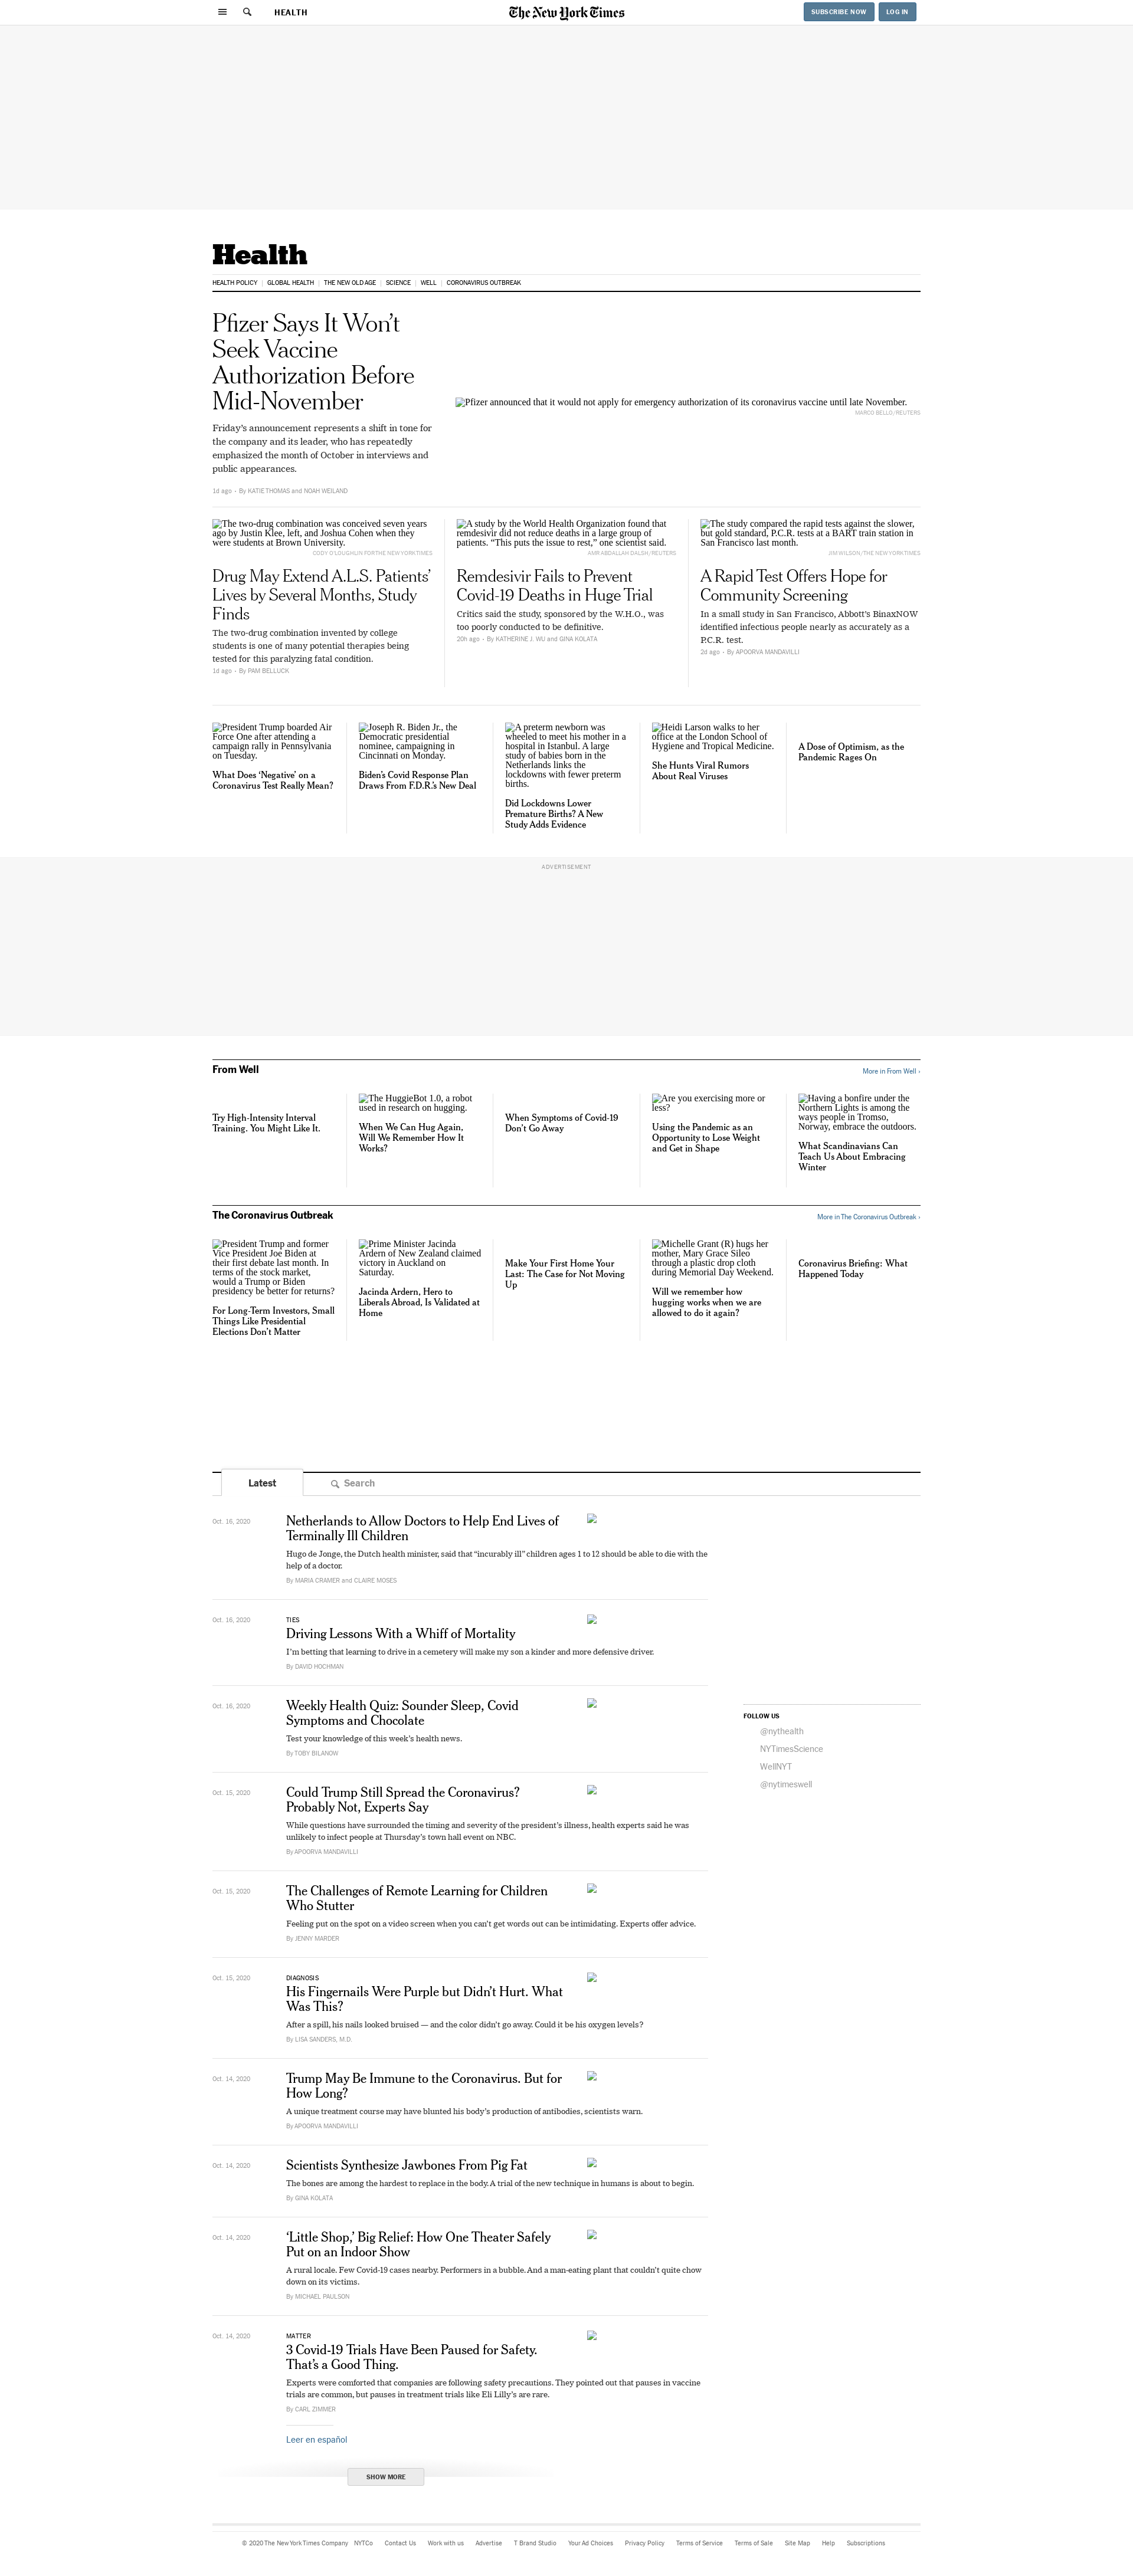 HEALTH
The New York Times
SUBSCRIBE NOW
LOG IN
Health
HEALTH POLICY
GLOBAL HEALTH
THE NEW OLD AGE
SCIENCE
WELL
CORONAVIRUS OUTBREAK
Pfizer Says It Won’t
Seek Vaccine
Authorization Before
Mid-November
Friday’s announcement represents a shift in tone for
the company and its leader, who has repeatedly
emphasized the month of October in interviews and
public appearances.
1d ago • By KATIE THOMAS and NOAH WEILAND
Pfizer announced that it would not apply for emergency authorization of its coronavirus vaccine until late November.
MARCO BELLO/REUTERS
The two-drug combination was conceived seven years
ago by Justin Klee, left, and Joshua Cohen when they
were students at Brown University.
CODY O'LOUGHLIN FOR THE NEW YORK TIMES
Drug May Extend A.L.S. Patients’
Lives by Several Months, Study
Finds
The two-drug combination invented by college
students is one of many potential therapies being
tested for this paralyzing fatal condition.
1d ago • By PAM BELLUCK
A study by the World Health Organization found that
remdesivir did not reduce deaths in a large group of
patients. “This puts the issue to rest,” one scientist said.
AMR ABDALLAH DALSH/REUTERS
Remdesivir Fails to Prevent
Covid-19 Deaths in Huge Trial
Critics said the study, sponsored by the W.H.O., was
too poorly conducted to be definitive.
20h ago • By KATHERINE J. WU and GINA KOLATA
The study compared the rapid tests against the slower,
but gold standard, P.C.R. tests at a BART train station in
San Francisco last month.
JIM WILSON/THE NEW YORK TIMES
A Rapid Test Offers Hope for
Community Screening
In a small study in San Francisco, Abbott’s BinaxNOW
identified infectious people nearly as accurately as a
P.C.R. test.
2d ago • By APOORVA MANDAVILLI
President Trump boarded Air
Force One after attending a
campaign rally in Pennsylvania
on Tuesday.
What Does ‘Negative’ on a
Coronavirus Test Really Mean?
Joseph R. Biden Jr., the
Democratic presidential
nominee, campaigning in
Cincinnati on Monday.
Biden’s Covid Response Plan
Draws From F.D.R.’s New Deal
A preterm newborn was
wheeled to meet his mother in a
hospital in Istanbul. A large
study of babies born in the
Netherlands links the
lockdowns with fewer preterm
births.
Did Lockdowns Lower
Premature Births? A New
Study Adds Evidence
Heidi Larson walks to her
office at the London School of
Hygiene and Tropical Medicine.
She Hunts Viral Rumors
About Real Viruses
A Dose of Optimism, as the
Pandemic Rages On
ADVERTISEMENT
From Well
More in From Well ›
Try High-Intensity Interval
Training. You Might Like It.
The HuggieBot 1.0, a robot
used in research on hugging.
When We Can Hug Again,
Will We Remember How It
Works?
When Symptoms of Covid-19
Don’t Go Away
Are you exercising more or
less?
Using the Pandemic as an
Opportunity to Lose Weight
and Get in Shape
Having a bonfire under the
Northern Lights is among the
ways people in Tromso,
Norway, embrace the outdoors.
What Scandinavians Can
Teach Us About Embracing
Winter
The Coronavirus Outbreak
More in The Coronavirus Outbreak ›
President Trump and former
Vice President Joe Biden at
their first debate last month. In
terms of the stock market,
would a Trump or Biden
presidency be better for returns?
For Long-Term Investors, Small
Things Like Presidential
Elections Don’t Matter
Prime Minister Jacinda
Ardern of New Zealand claimed
victory in Auckland on
Saturday.
Jacinda Ardern, Hero to
Liberals Abroad, Is Validated at
Home
Make Your First Home Your
Last: The Case for Not Moving
Up
Michelle Grant (R) hugs her
mother, Mary Grace Sileo
through a plastic drop cloth
during Memorial Day Weekend.
Will we remember how
hugging works when we are
allowed to do it again?
Coronavirus Briefing: What
Happened Today
Latest
Search
Oct. 16, 2020
Netherlands to Allow Doctors to Help End Lives of
Terminally Ill Children
Hugo de Jonge, the Dutch health minister, said that “incurably ill” children ages 1 to 12 should be able to die with the
help of a doctor.
By MARIA CRAMER and CLAIRE MOSES
Oct. 16, 2020
TIES
Driving Lessons With a Whiff of Mortality
I’m betting that learning to drive in a cemetery will make my son a kinder and more defensive driver.
By DAVID HOCHMAN
Oct. 16, 2020
Weekly Health Quiz: Sounder Sleep, Covid
Symptoms and Chocolate
Test your knowledge of this week’s health news.
By TOBY BILANOW
FOLLOW US
@nythealth
NYTimesScience
WellNYT
@nytimeswell
Oct. 15, 2020
Could Trump Still Spread the Coronavirus?
Probably Not, Experts Say
While questions have surrounded the timing and severity of the president’s illness, health experts said he was
unlikely to infect people at Thursday’s town hall event on NBC.
By APOORVA MANDAVILLI
Oct. 15, 2020
The Challenges of Remote Learning for Children
Who Stutter
Feeling put on the spot on a video screen when you can’t get words out can be intimidating. Experts offer advice.
By JENNY MARDER
Oct. 15, 2020
DIAGNOSIS
His Fingernails Were Purple but Didn’t Hurt. What
Was This?
After a spill, his nails looked bruised — and the color didn’t go away. Could it be his oxygen levels?
By LISA SANDERS, M.D.
Oct. 14, 2020
Trump May Be Immune to the Coronavirus. But for
How Long?
A unique treatment course may have blunted his body’s production of antibodies, scientists warn.
By APOORVA MANDAVILLI
Oct. 14, 2020
Scientists Synthesize Jawbones From Pig Fat
The bones are among the hardest to replace in the body. A trial of the new technique in humans is about to begin.
By GINA KOLATA
Oct. 14, 2020
‘Little Shop,’ Big Relief: How One Theater Safely
Put on an Indoor Show
A rural locale. Few Covid-19 cases nearby. Performers in a bubble. And a man-eating plant that couldn’t quite chow
down on its victims.
By MICHAEL PAULSON
Oct. 14, 2020
MATTER
3 Covid-19 Trials Have Been Paused for Safety.
That’s a Good Thing.
Experts were comforted that companies are following safety precautions. They pointed out that pauses in vaccine
trials are common, but pauses in treatment trials like Eli Lilly’s are rare.
By CARL ZIMMER
Leer en español
SHOW MORE
© 2020 The New York Times Company
NYTCo
Contact Us
Work with us
Advertise
T Brand Studio
Your Ad Choices
Privacy Policy
Terms of Service
Terms of Sale
Site Map
Help
Subscriptions